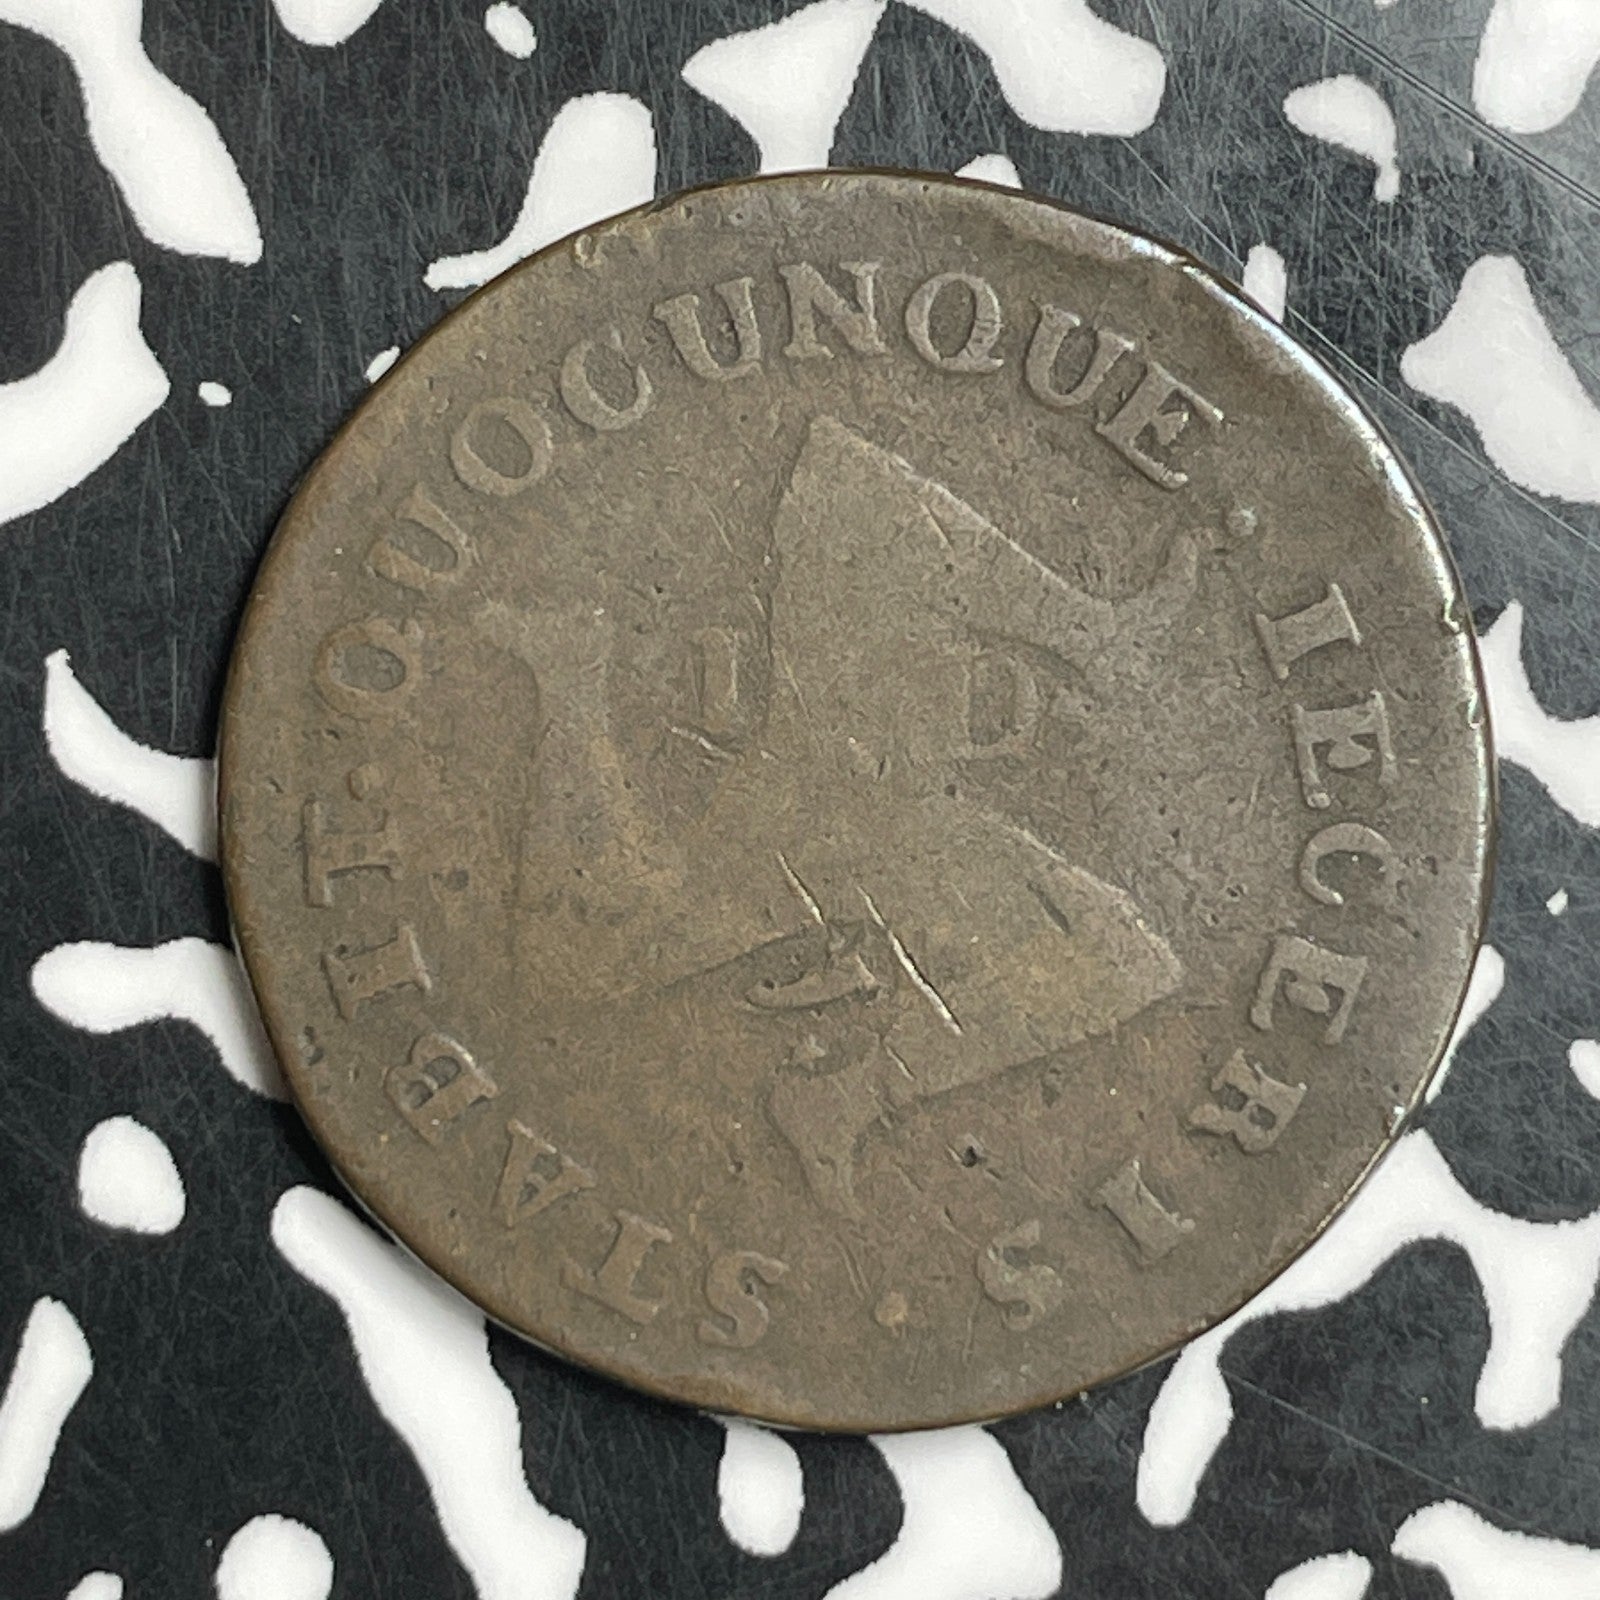 QUOCUNQUE · IECERIS · STABIT ·
1 D